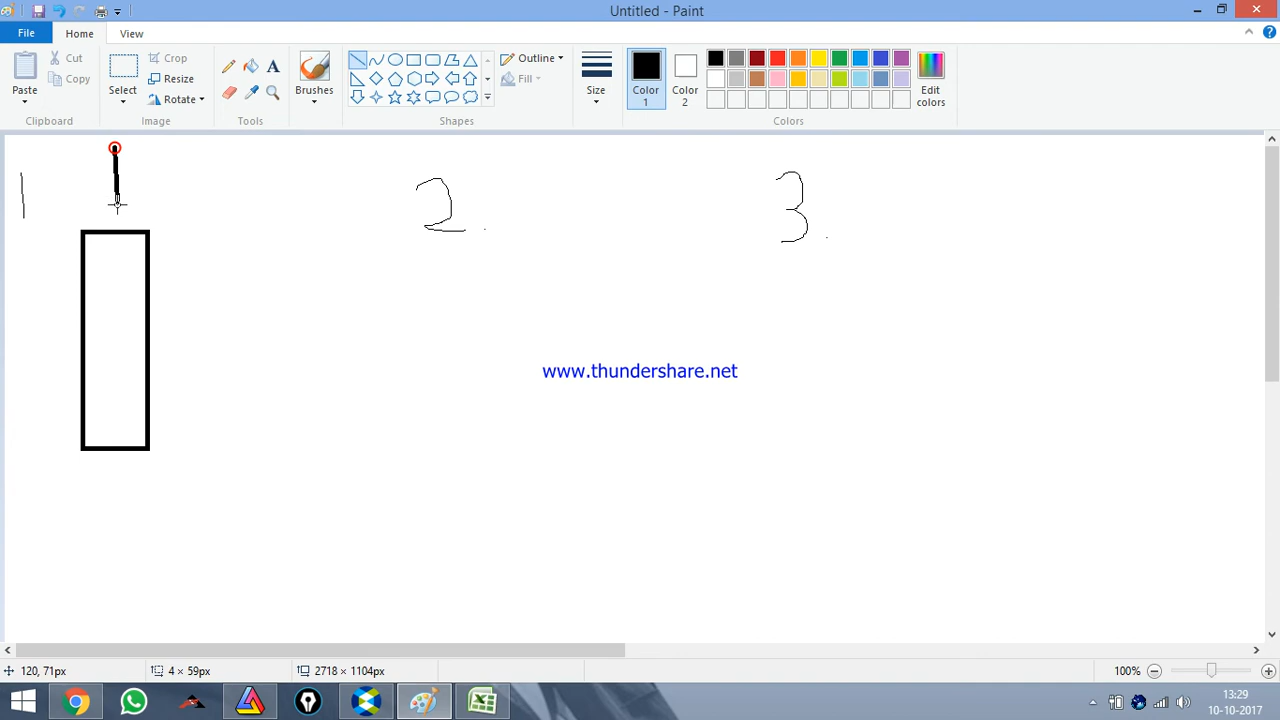 Untitled - Paint
File Home View
Paste Cut Copy Select Crop Resize Rotate A Brushes Outline Fill Size Color 1 Color 2 Edit colors
Clipboard Image Tools Shapes Colors
1 2. 3.
www.thundershare.net
120, 71px 4 × 59px 2718 × 1104px 100%
13:29
10-10-2017